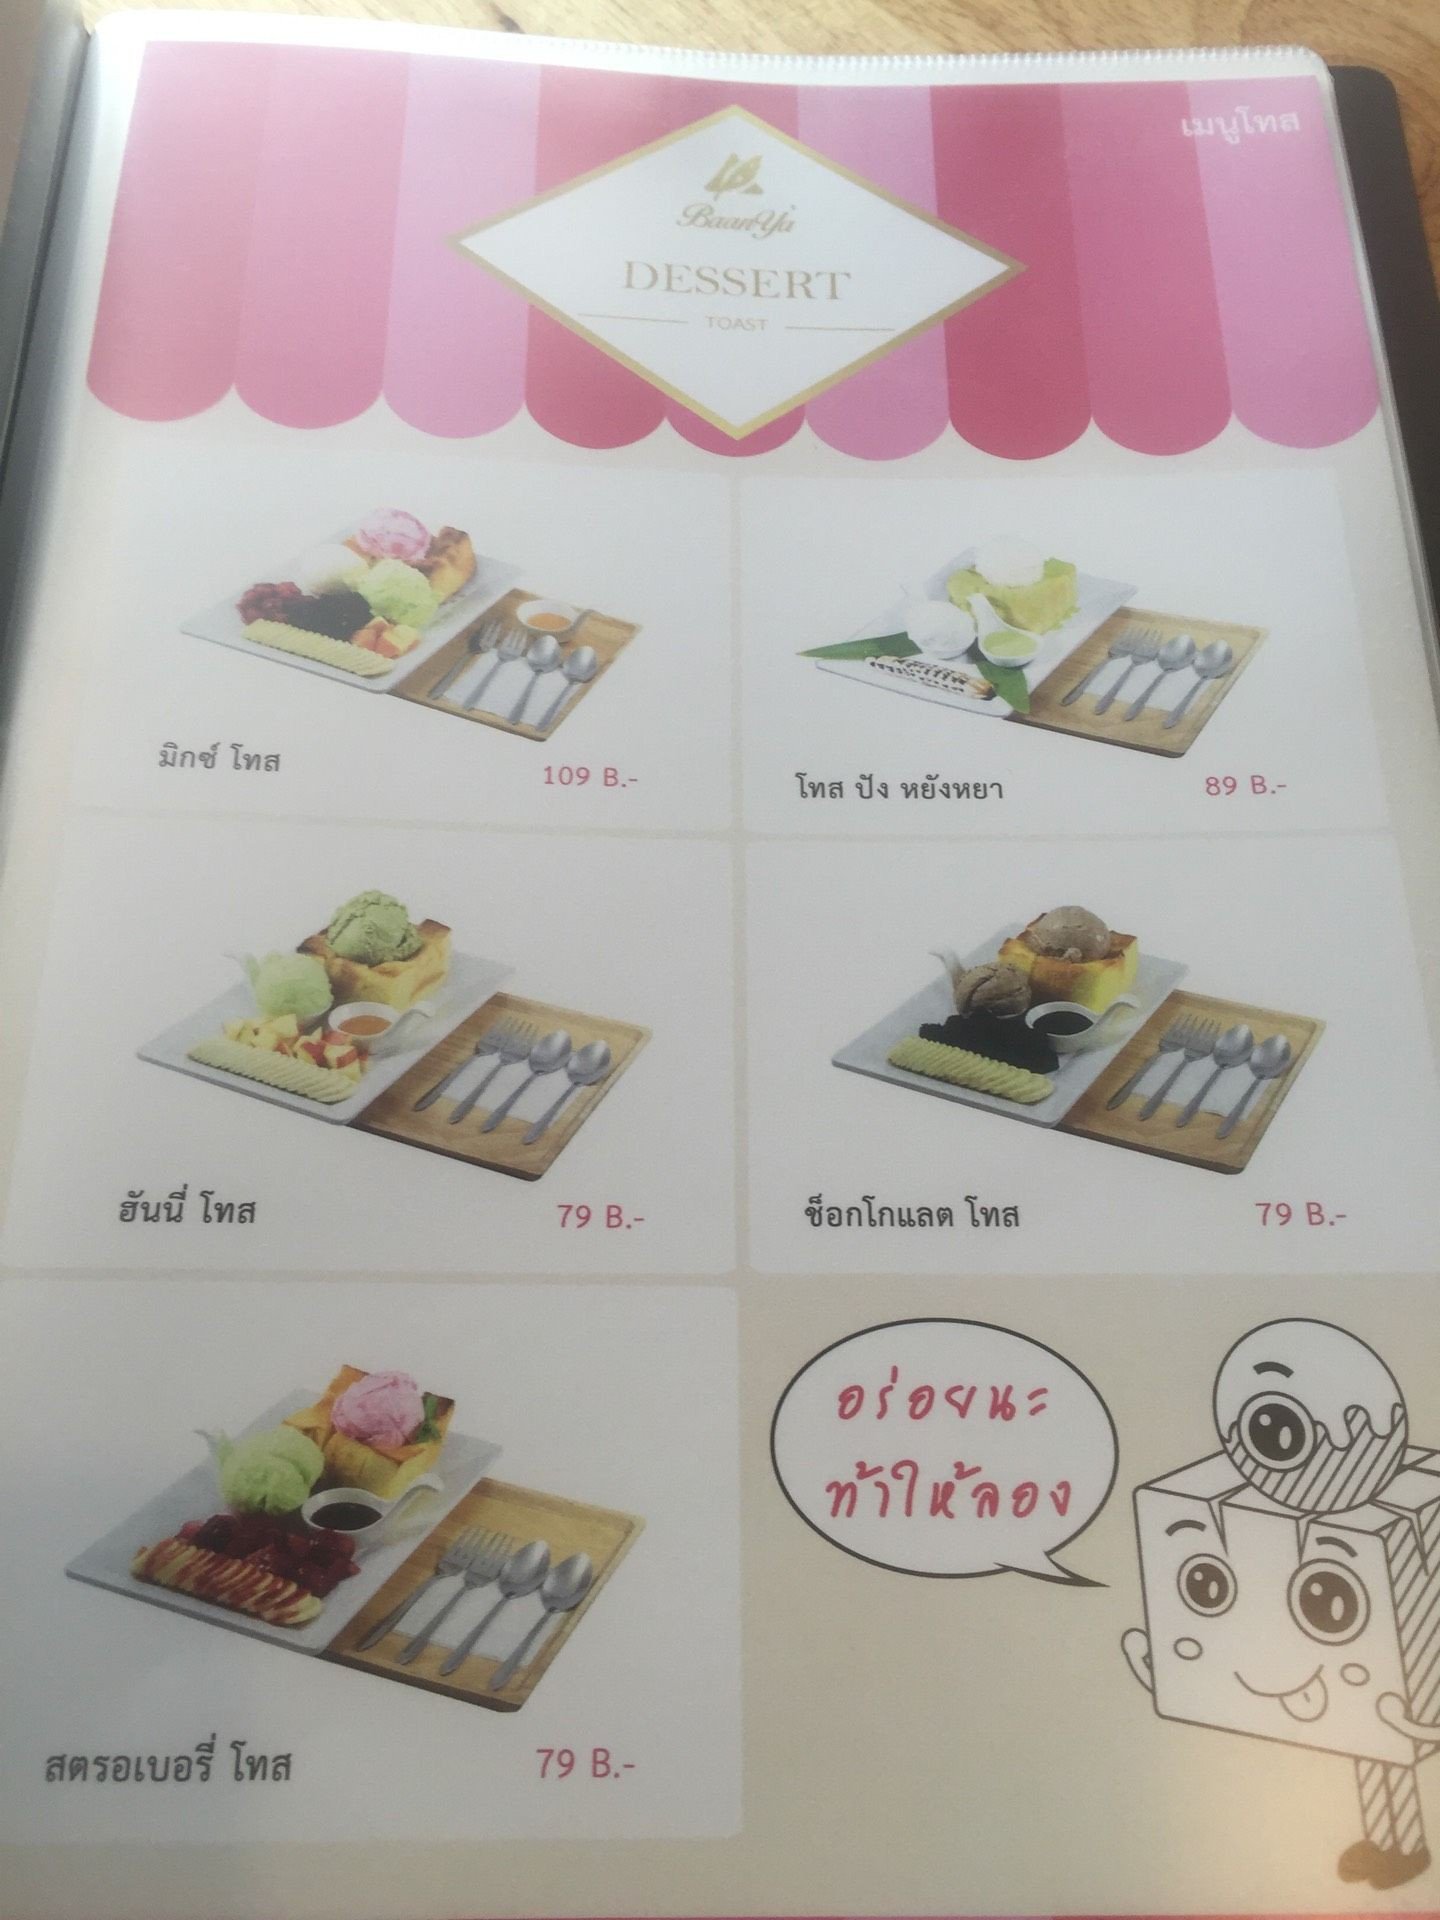 เมนูโทส
BaanYa
DESSERT
TOAST
มิกซ์ โทส 109 B.-
โทส ปัง หยังหยา 89 B.-
ฮันนี่ โทส 79 B.-
ช็อกโกแลต โทส 79 B.-
สตรอเบอรี่ โทส 79 B.-
อร่อยนะ
ท้าให้ลอง